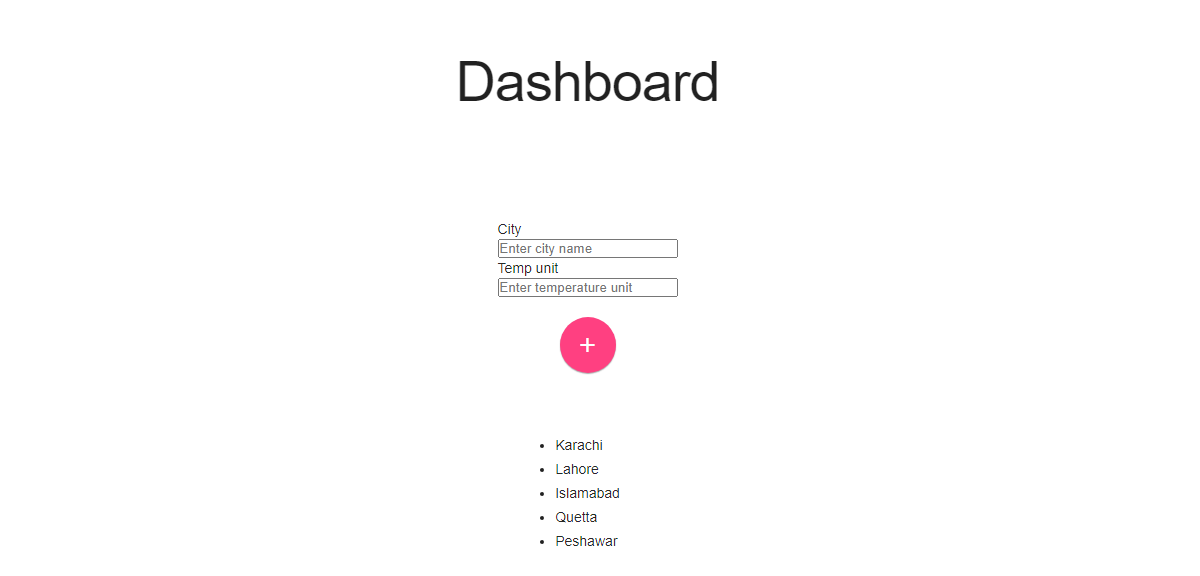 Dashboard
City
Enter city name
Temp unit
Enter temperature unit
+
Karachi
Lahore
Islamabad
Quetta
Peshawar